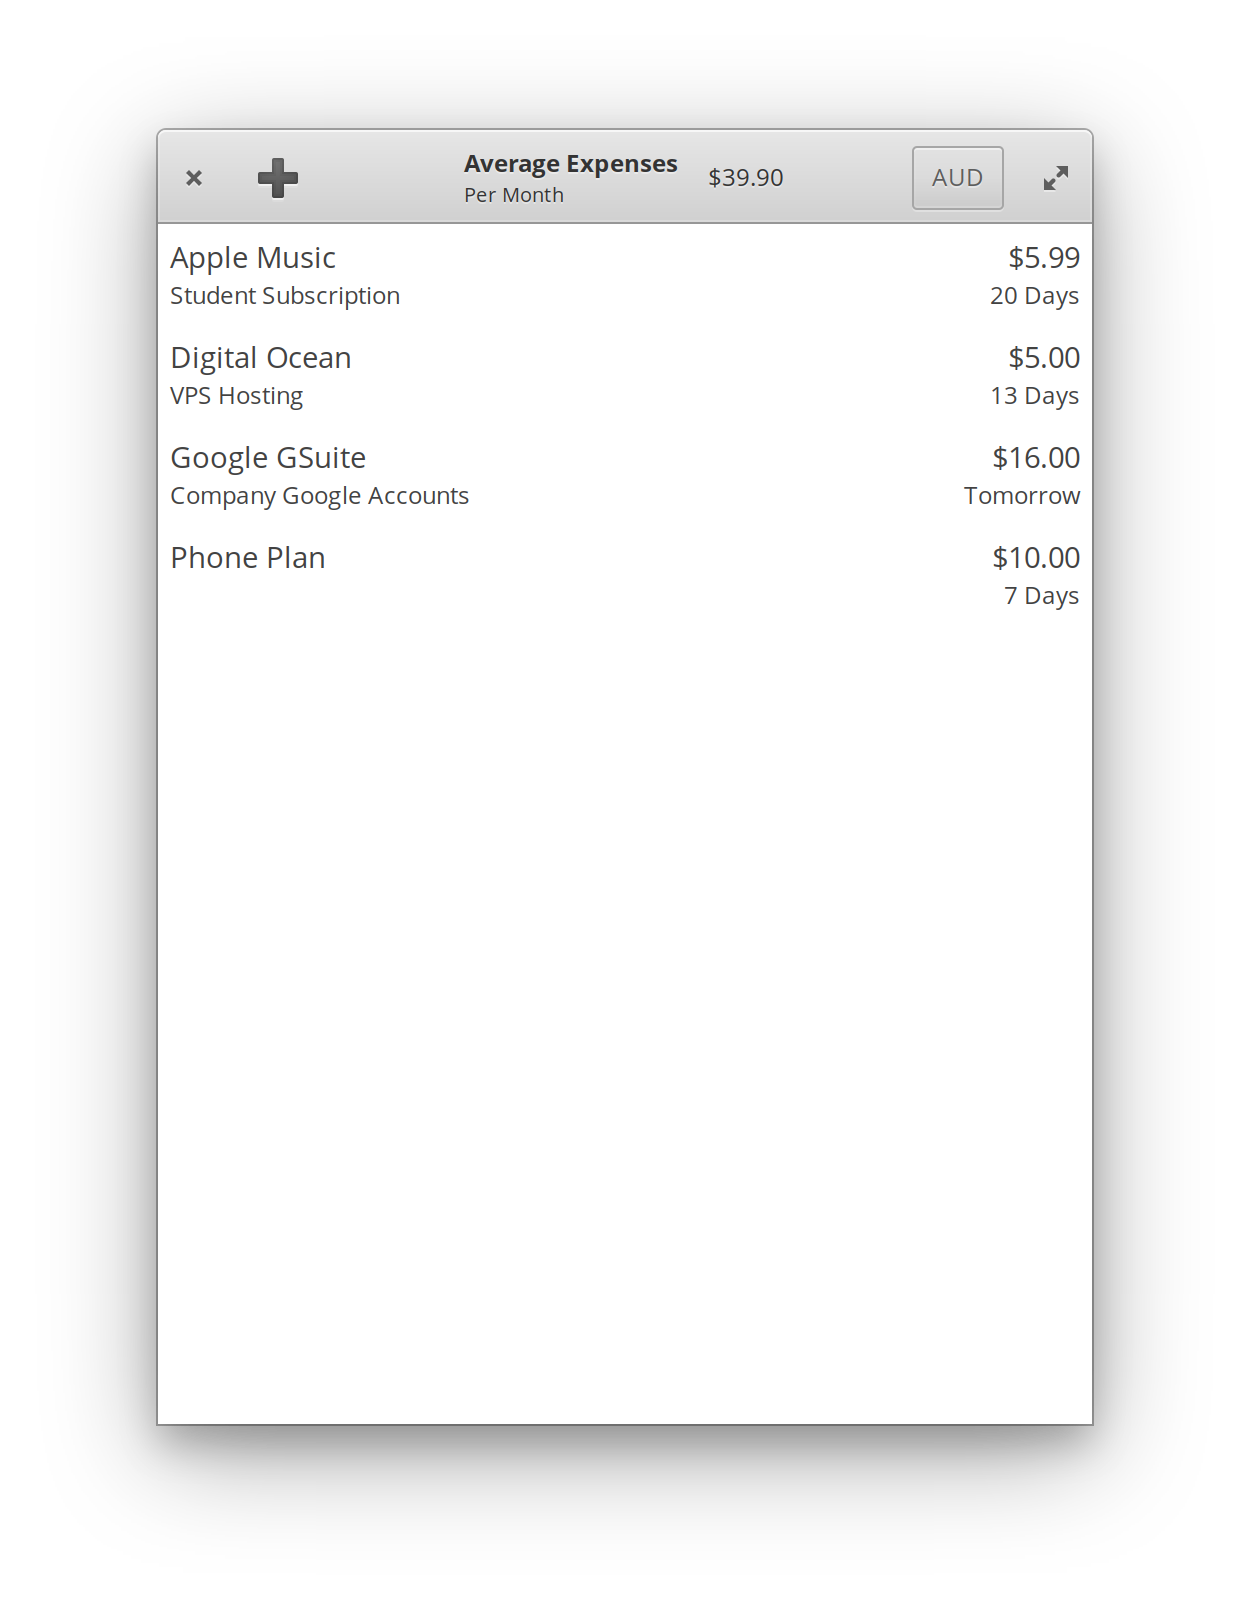 Average Expenses
Per Month
$39.90
AUD
Apple Music
$5.99
Student Subscription
20 Days
Digital Ocean
$5.00
VPS Hosting
13 Days
Google GSuite
$16.00
Company Google Accounts
Tomorrow
Phone Plan
$10.00
7 Days